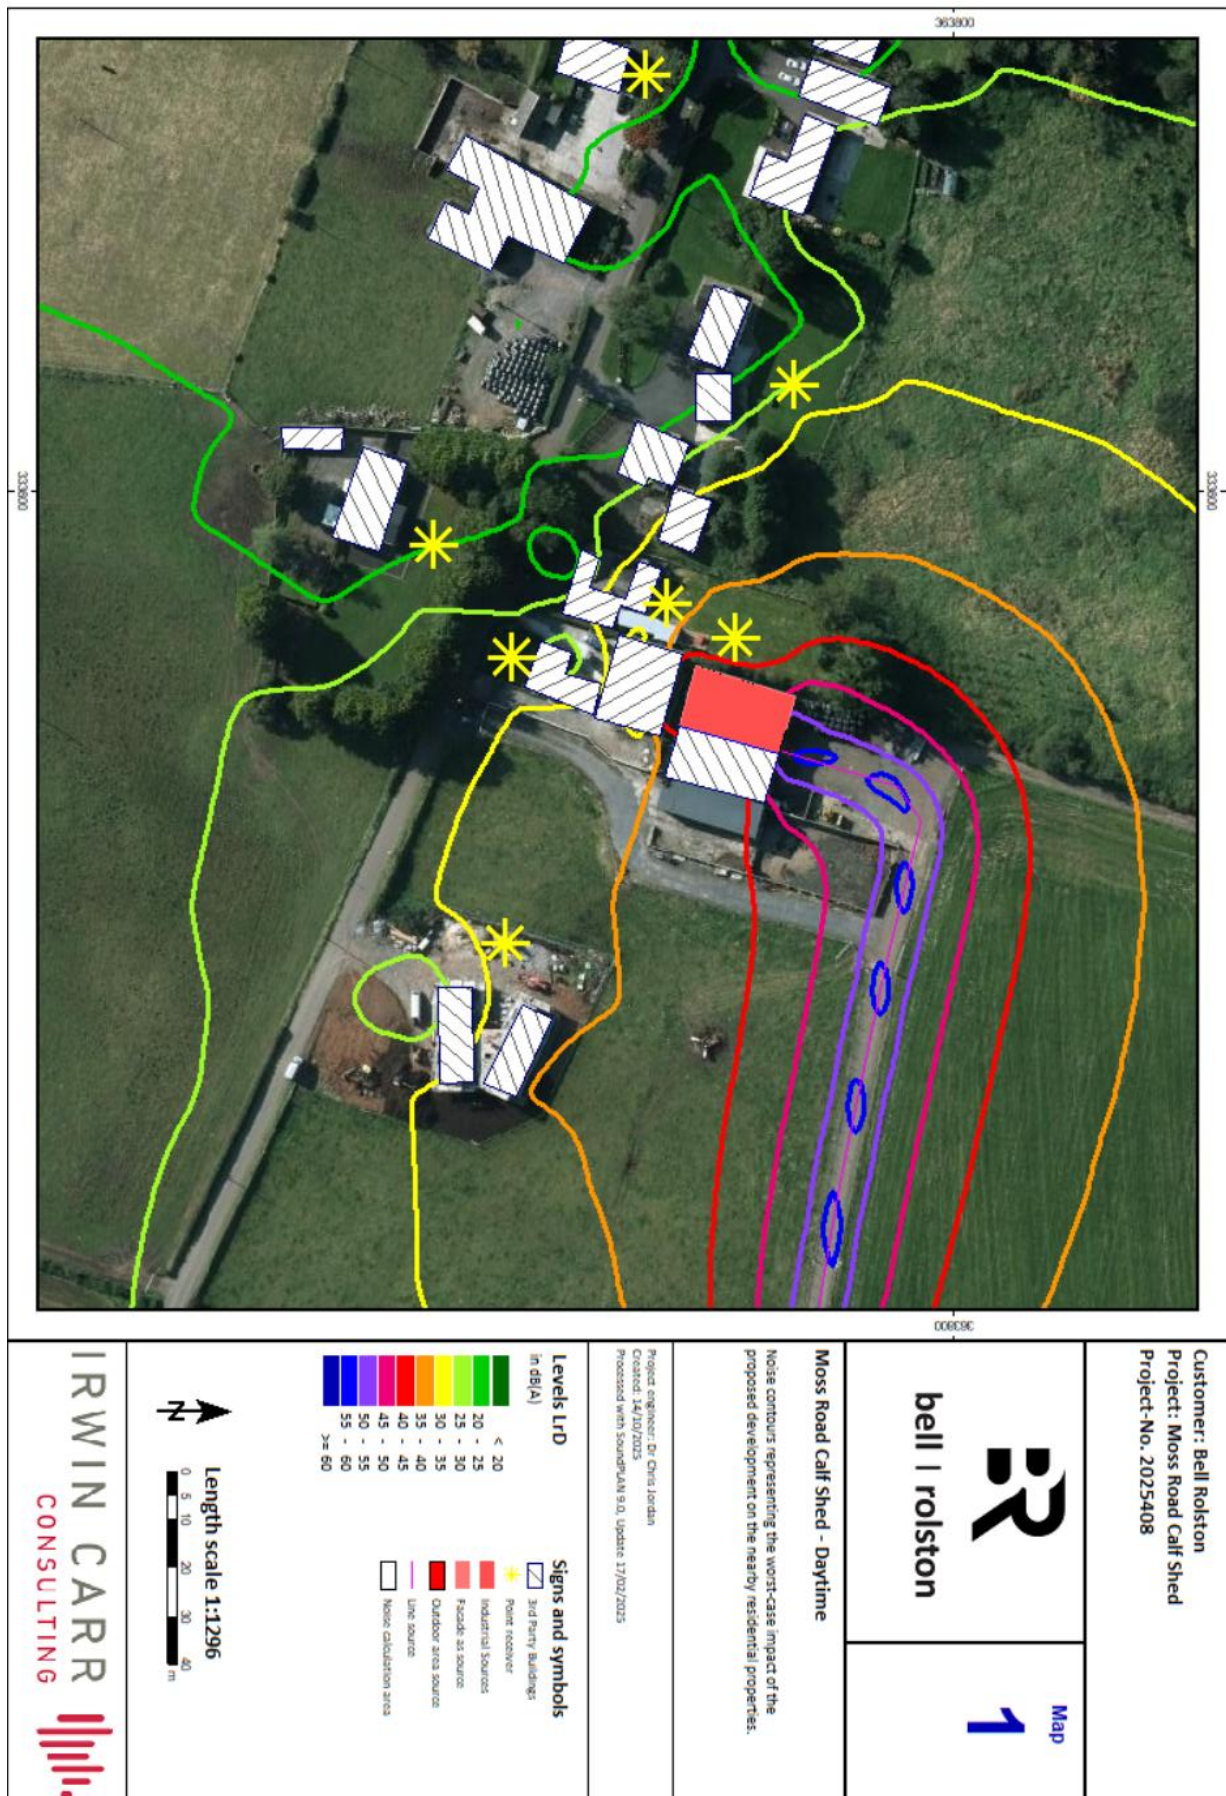 363800
333600
333600
363800
Customer: Bell Rolston
Project: Moss Road Calf Shed
Project-No. 2025408
BR
bell | rolston
Map
1
Moss Road Calf Shed - Daytime
Noise contours representing the worst-case impact of the
proposed development on the nearby residential properties.
Project engineer: Dr Chris Jordan
Created: 14/10/2025
Processed with SoundPLAN 9.0, Update 17/02/2025
Levels LrD
in dB(A)
< 20
20 - 25
25 - 30
30 - 35
35 - 40
40 - 45
45 - 50
50 - 55
55 - 60
>= 60
Signs and symbols
3rd Party Buildings
Point receiver
Industrial Sources
Facade as source
Outdoor area source
Line source
Noise calculation area
Length scale 1:1296
0 5 10 20 30 40
m
N
IRWIN CARR
CONSULTING